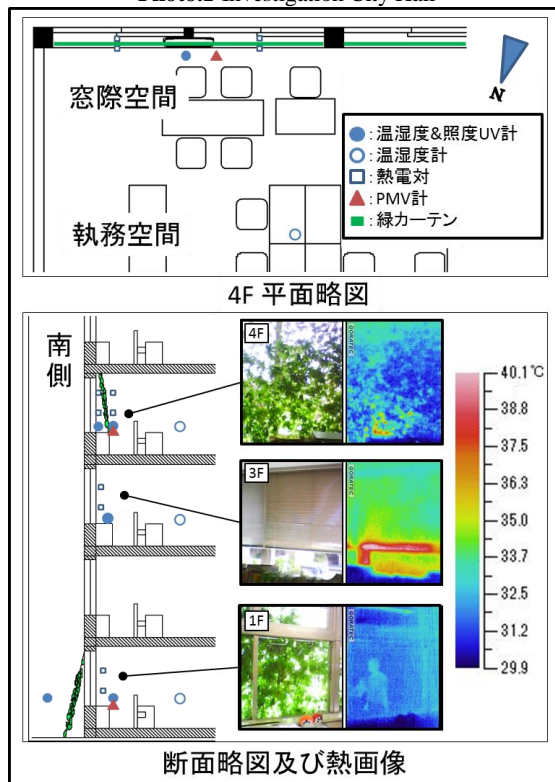 Photo.1 Investigation City Hall
窓際空間
執務空間
N
●:温湿度&照度UV計
○:温湿度計
□:熱電対
▲:PMV計
■:緑カーテン
4F 平面略図
南側
4F
3F
1F
40.1℃
38.8
37.5
36.3
35.0
33.7
32.5
31.2
29.9
断面略図及び熱画像